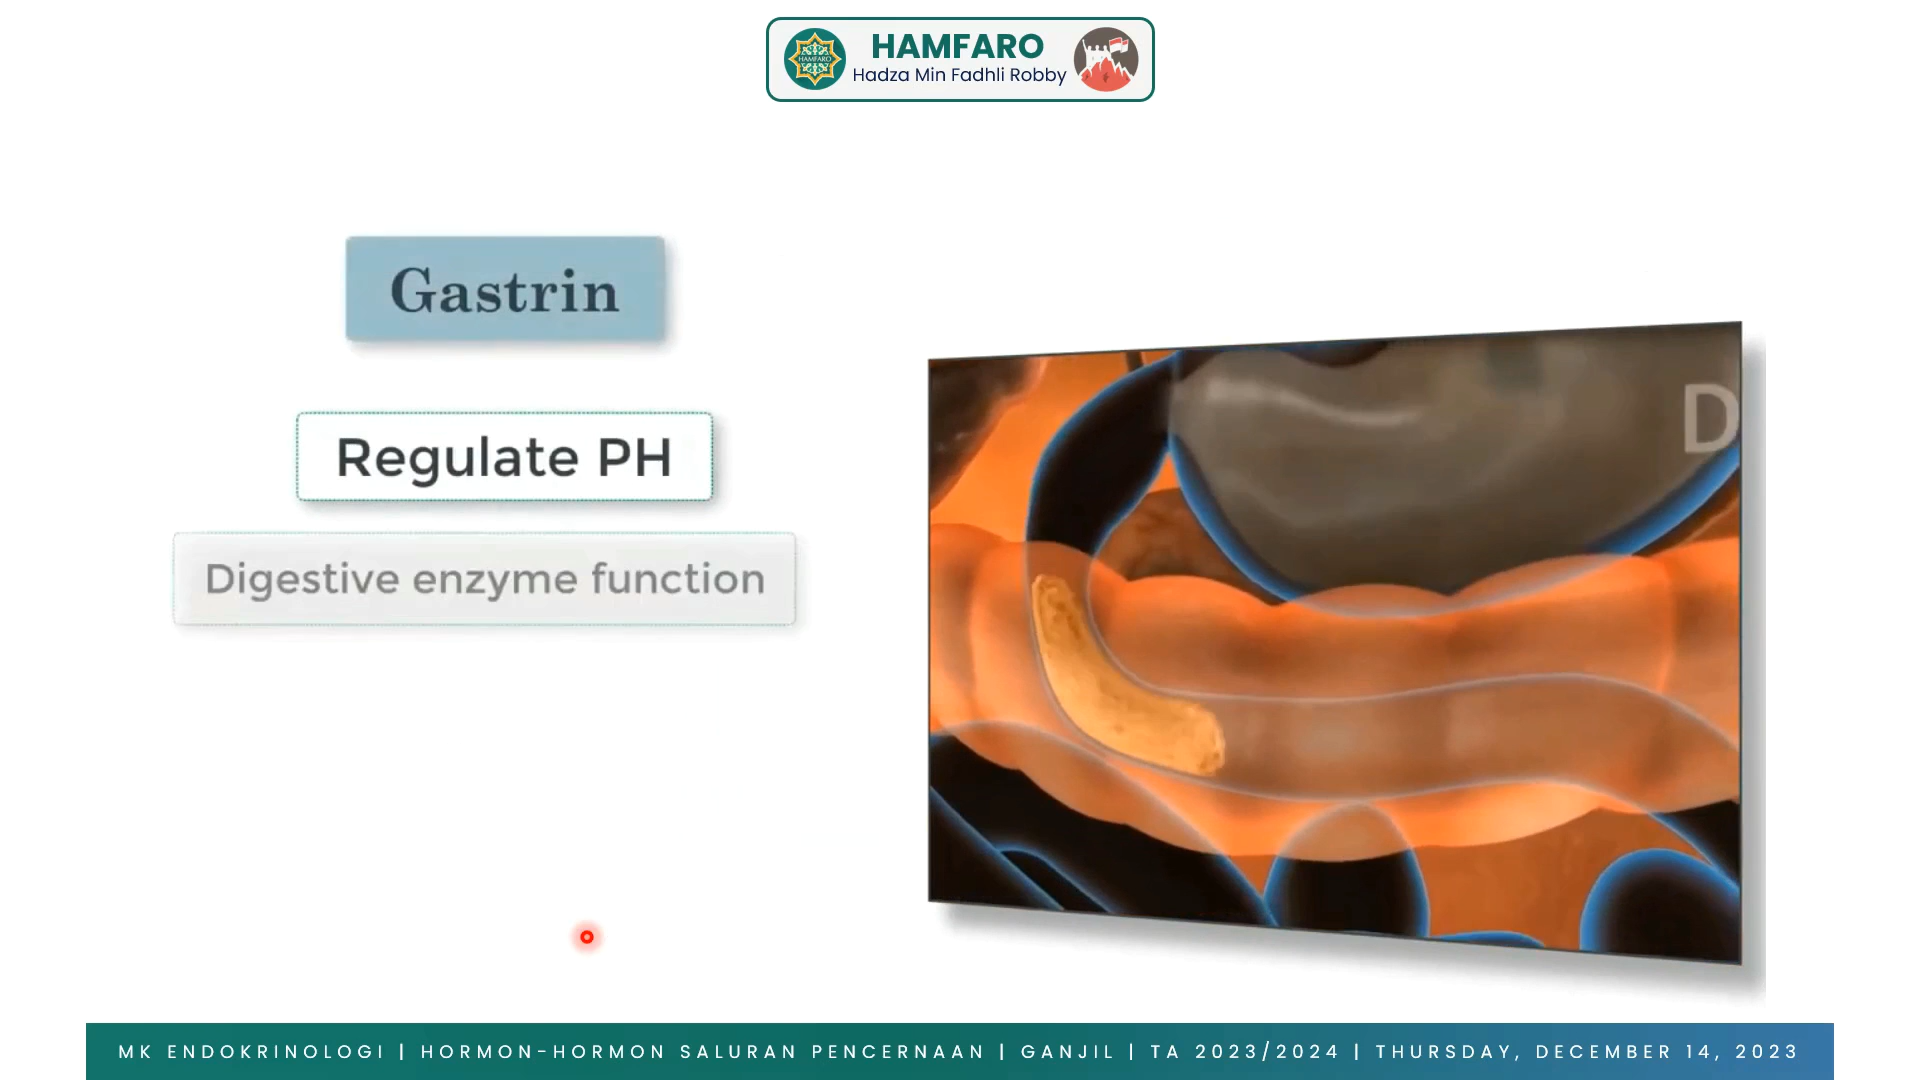 HAMFARO
HAMFARO
Hadza Min Fadhli Robby
Gastrin
Regulate PH
Digestive enzyme function
D
MK ENDOKRINOLOGI | HORMON-HORMON SALURAN PENCERNAAN | GANJIL | TA 2023/2024 | THURSDAY, DECEMBER 14, 2023